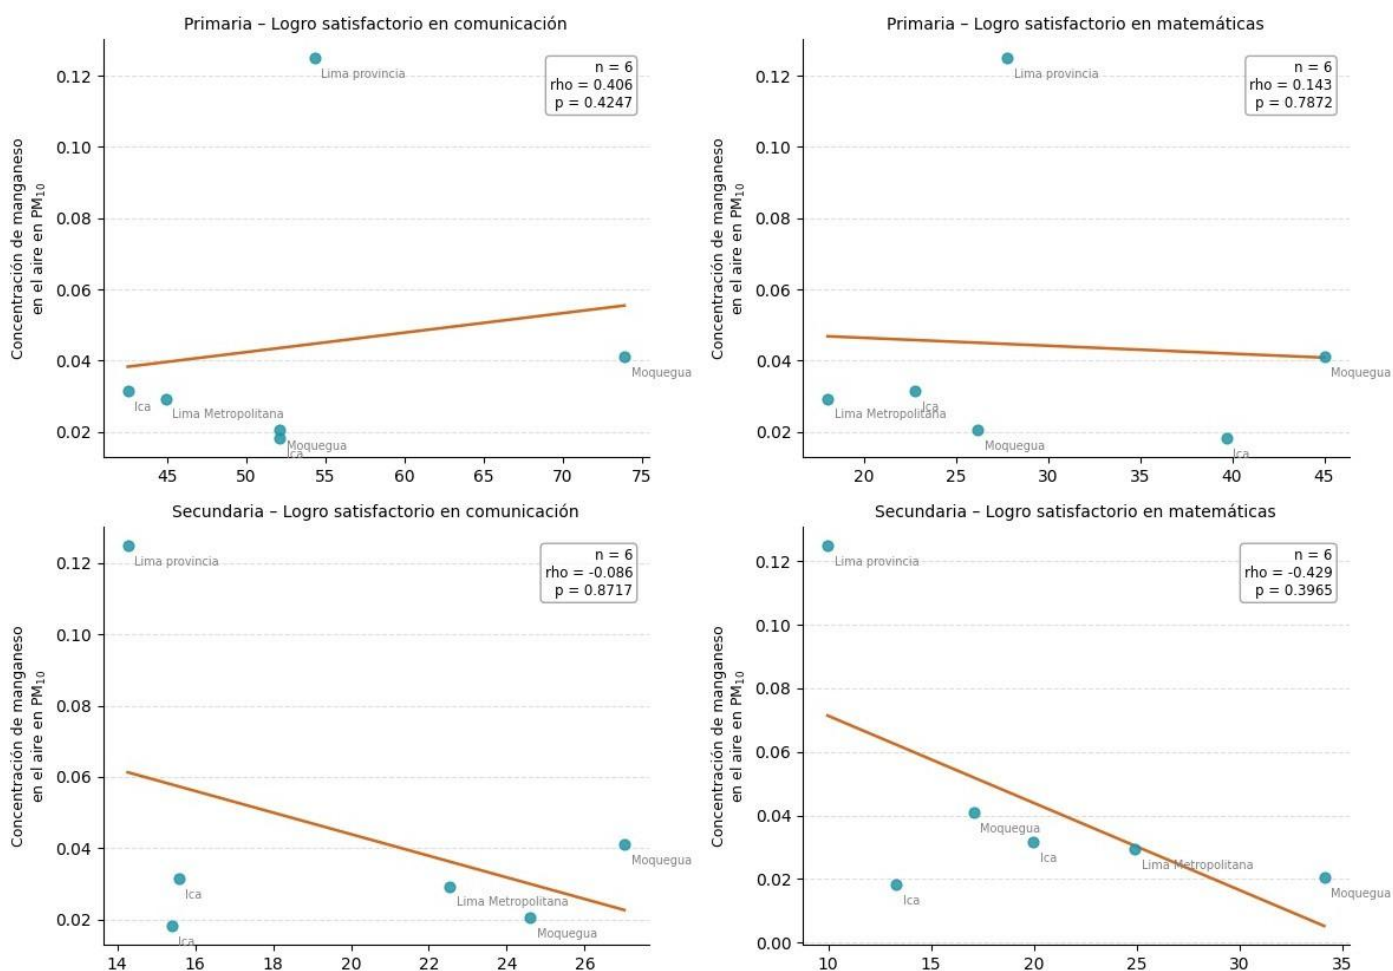 Primaria – Logro satisfactorio en comunicación
Concentración de manganeso
en el aire en PM10
0.12
0.10
0.08
0.06
0.04
0.02
n = 6
rho = 0.406
p = 0.4247
Lima provincia
Moquegua
Ica
Lima Metropolitana
Moquegua
Ica
45 50 55 60 65 70 75
Primaria – Logro satisfactorio en matemáticas
Concentración de manganeso
en el aire en PM10
0.12
0.10
0.08
0.06
0.04
0.02
n = 6
rho = 0.143
p = 0.7872
Lima provincia
Moquegua
Ica
Lima Metropolitana
Moquegua
Ica
20 25 30 35 40 45
Secundaria – Logro satisfactorio en comunicación
Concentración de manganeso
en el aire en PM10
0.12
0.10
0.08
0.06
0.04
0.02
n = 6
rho = -0.086
p = 0.8717
Lima provincia
Moquegua
Ica
Lima Metropolitana
Moquegua
Ica
14 16 18 20 22 24 26
Secundaria – Logro satisfactorio en matemáticas
Concentración de manganeso
en el aire en PM10
0.12
0.10
0.08
0.06
0.04
0.02
0.00
n = 6
rho = -0.429
p = 0.3965
Lima provincia
Moquegua
Ica
Lima Metropolitana
Moquegua
Ica
10 15 20 25 30 35